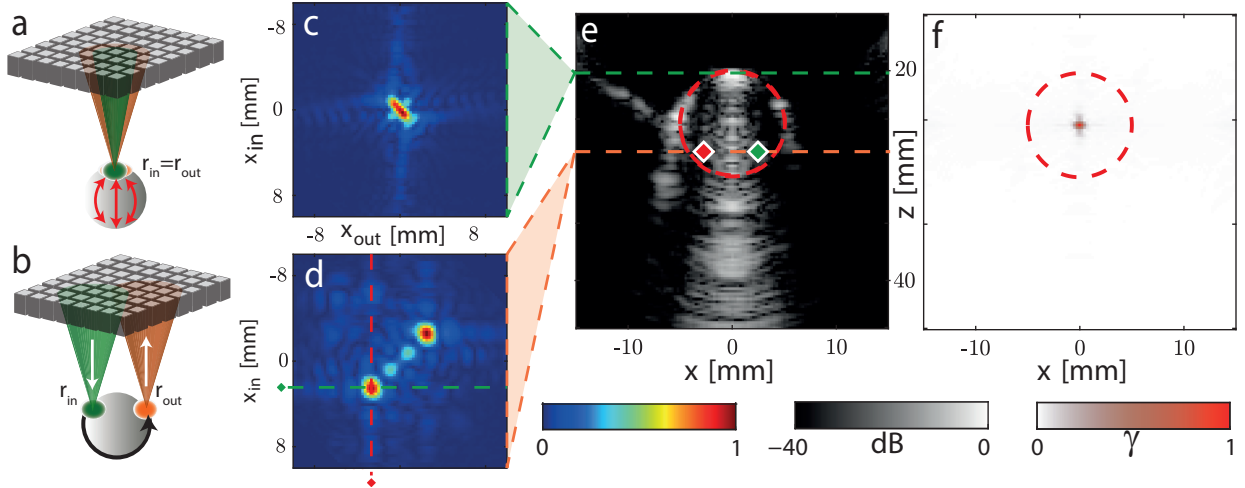 a
r_in=r_out
b
r_in
r_out
c
x_in [mm]
-8
0
8
-8
x_out [mm]
8
d
x_in [mm]
-8
0
8
0
1
e
-10
0
10
x [mm]
−40
dB
0
f
20
z [mm]
40
-10
0
10
x [mm]
0
γ
1